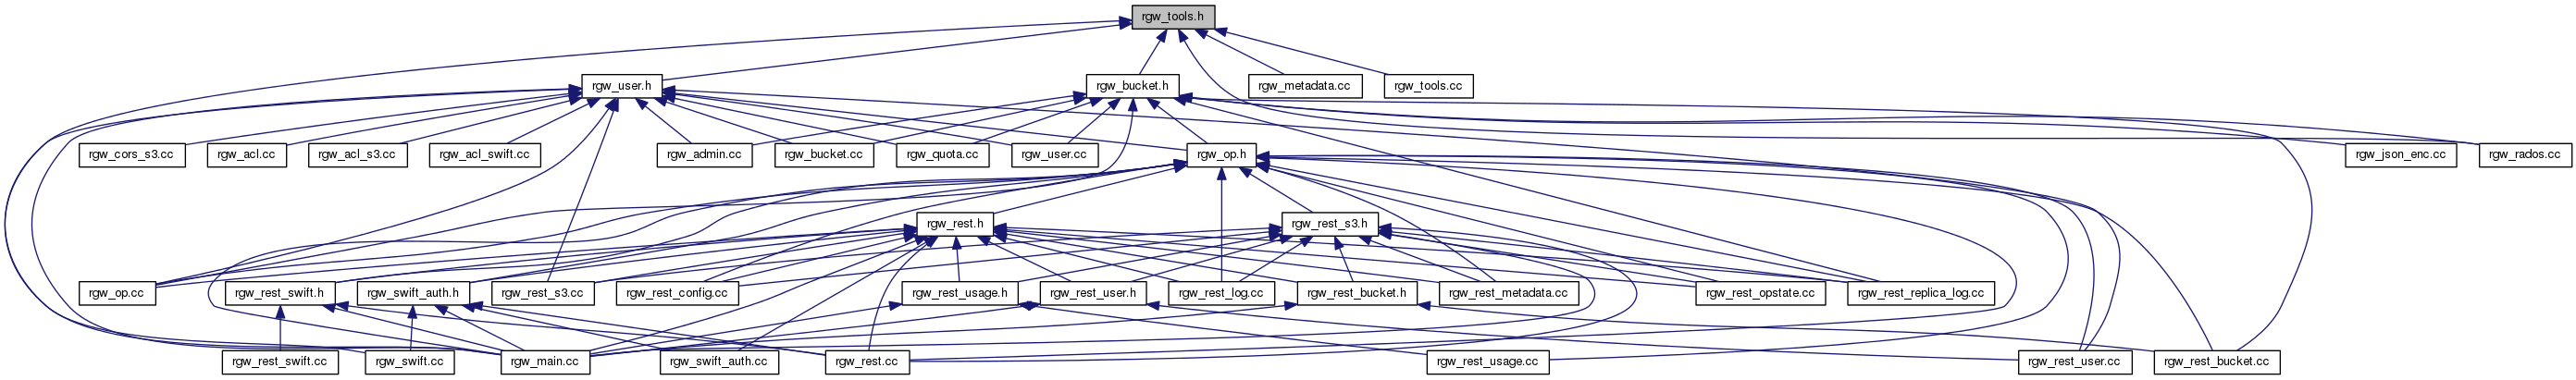 rgw_tools.h
rgw_user.h
rgw_bucket.h
rgw_metadata.cc
rgw_tools.cc
rgw_cors_s3.cc
rgw_acl.cc
rgw_acl_s3.cc
rgw_acl_swift.cc
rgw_admin.cc
rgw_bucket.cc
rgw_quota.cc
rgw_user.cc
rgw_op.h
rgw_json_enc.cc
rgw_rados.cc
rgw_rest.h
rgw_rest_s3.h
rgw_op.cc
rgw_rest_swift.h
rgw_swift_auth.h
rgw_rest_s3.cc
rgw_rest_config.cc
rgw_rest_usage.h
rgw_rest_user.h
rgw_rest_log.cc
rgw_rest_bucket.h
rgw_rest_metadata.cc
rgw_rest_opstate.cc
rgw_rest_replica_log.cc
rgw_rest_swift.cc
rgw_swift.cc
rgw_main.cc
rgw_swift_auth.cc
rgw_rest.cc
rgw_rest_usage.cc
rgw_rest_user.cc
rgw_rest_bucket.cc